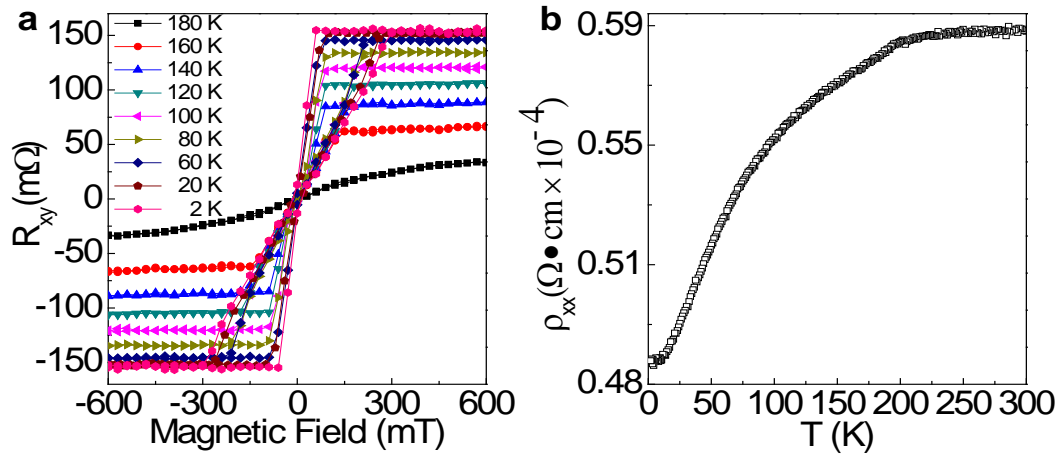 a
180 K
160 K
140 K
120 K
100 K
80 K
60 K
20 K
2 K
150
100
50
0
-50
-100
-150
R_xy(mΩ)
-600 -300 0 300 600
Magnetic Field (mT)
b
0.59
0.55
0.51
0.48
ρ_xx(Ω●cm × 10⁻⁴)
0 50 100 150 200 250 300
T (K)